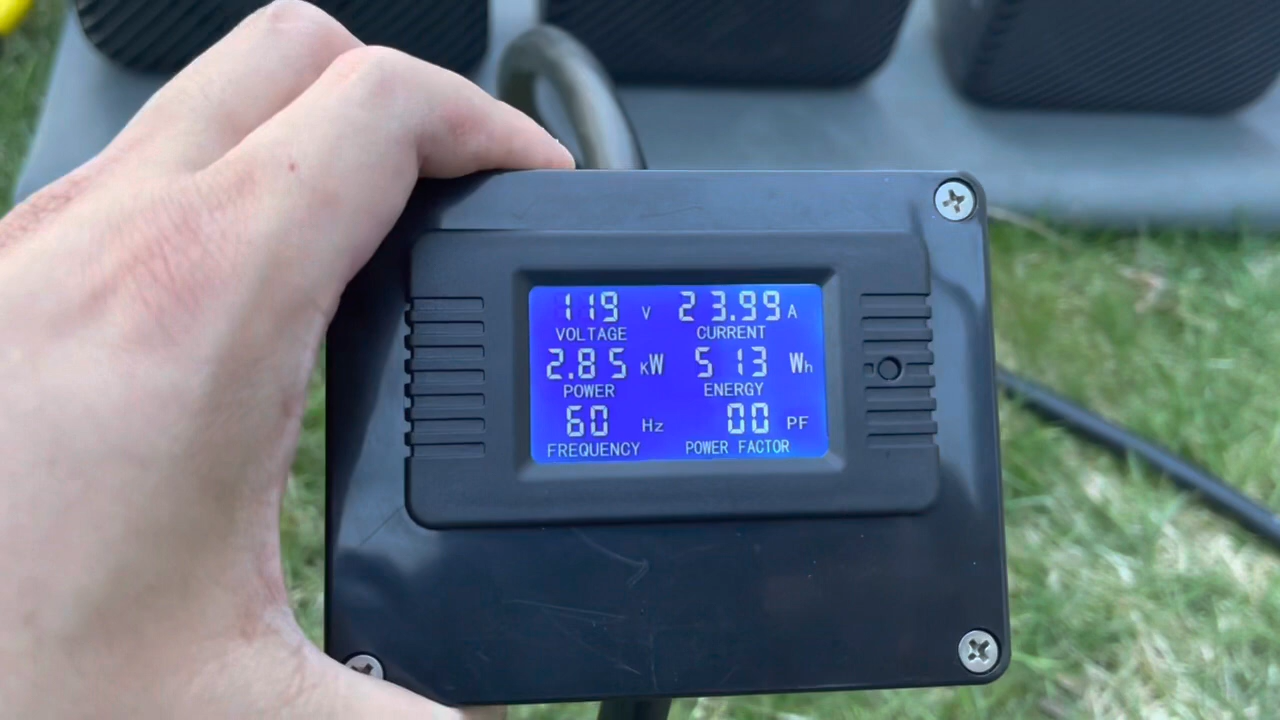 119 V 23.99 A
VOLTAGE CURRENT
2.85 kW 513 Wh
POWER ENERGY
60 Hz 00 PF
FREQUENCY POWER FACTOR